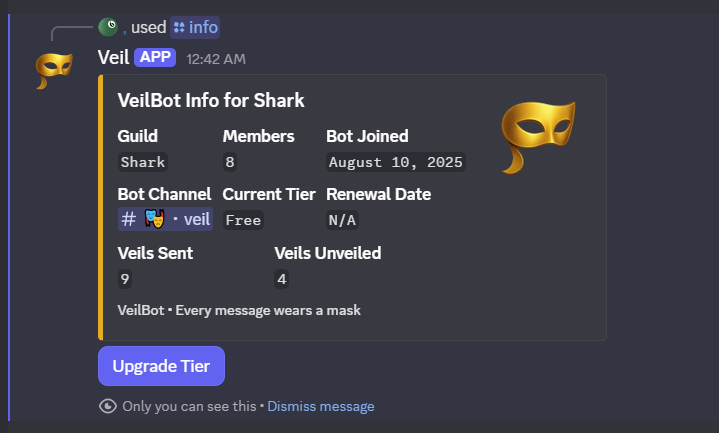 , used info
Veil APP 12:42 AM
VeilBot Info for Shark
Guild Members Bot Joined
Shark 8 August 10, 2025
Bot Channel Current Tier Renewal Date
# 🎭 · veil Free N/A
Veils Sent Veils Unveiled
9 4
VeilBot • Every message wears a mask
Upgrade Tier
Only you can see this • Dismiss message